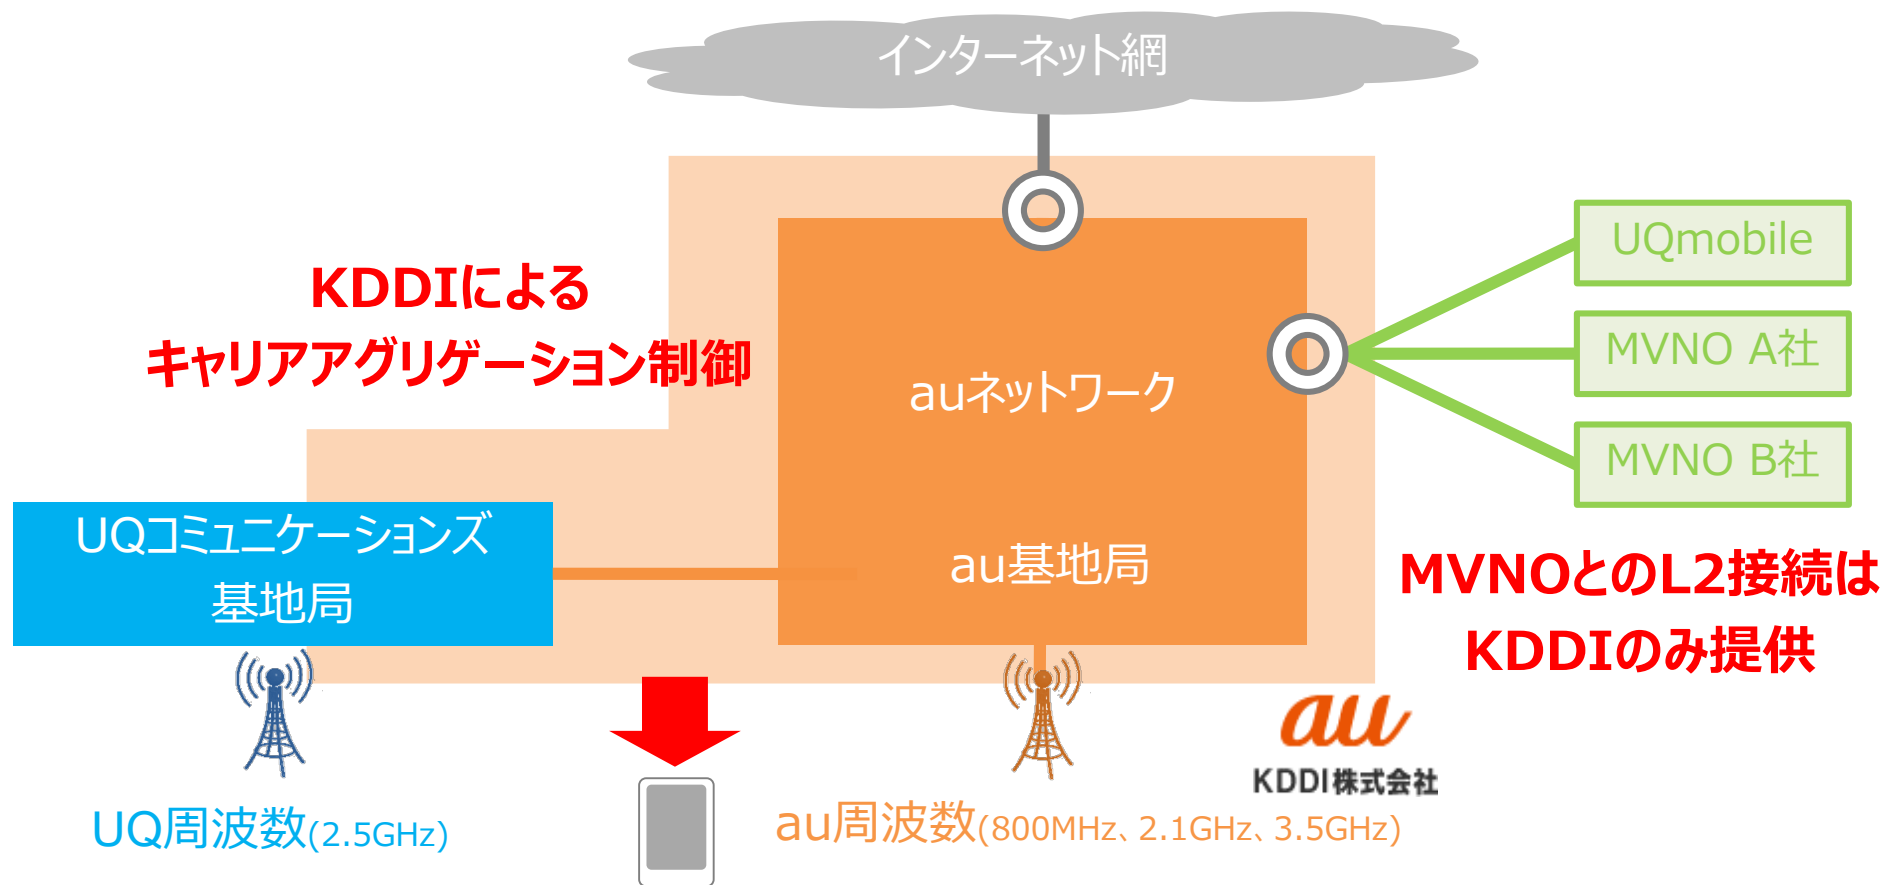 インターネット網
KDDIによる
キャリアアグリゲーション制御
auネットワーク
au基地局
UQコミュニケーションズ
基地局
UQmobile
MVNO A社
MVNO B社
MVNOとのL2接続は
KDDIのみ提供
au
KDDI株式会社
UQ周波数(2.5GHz)
au周波数(800MHz、2.1GHz、3.5GHz)